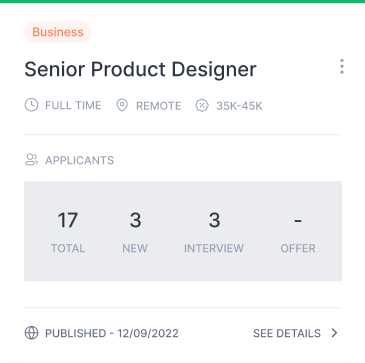 Business
Senior Product Designer
FULL TIME REMOTE 35K-45K
APPLICANTS
17 3 3 -
TOTAL NEW INTERVIEW OFFER
PUBLISHED - 12/09/2022 SEE DETAILS